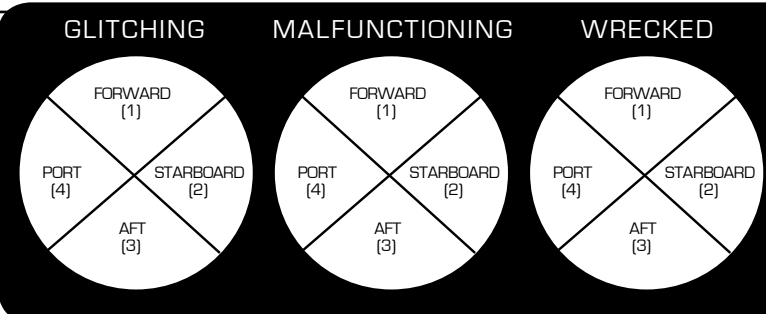 GLITCHING
FORWARD
(1)
PORT
(4)
STARBOARD
(2)
AFT
(3)
MALFUNCTIONING
FORWARD
(1)
PORT
(4)
STARBOARD
(2)
AFT
(3)
WRECKED
FORWARD
(1)
PORT
(4)
STARBOARD
(2)
AFT
(3)